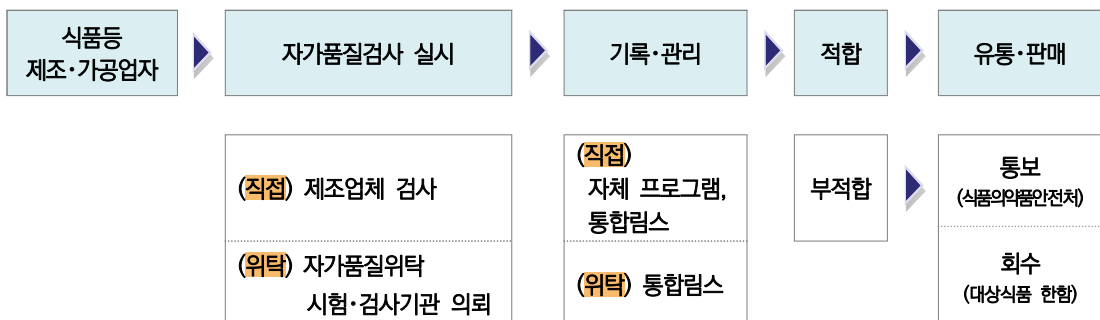 식품등
제조·가공업자
자가품질검사 실시
기록·관리
적합
유통·판매
(직접) 제조업체 검사
(위탁) 자가품질위탁
시험·검사기관 의뢰
(직접)
자체 프로그램,
통합림스
(위탁) 통합림스
부적합
통보
(식품의약품안전처)
회수
(대상식품 한함)